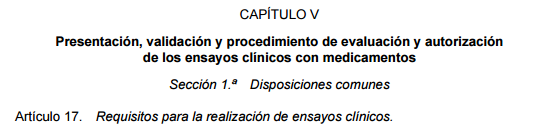 CAPÍTULO V
Presentación, validación y procedimiento de evaluación y autorización
de los ensayos clínicos con medicamentos
Sección 1.ª Disposiciones comunes
Artículo 17. Requisitos para la realización de ensayos clínicos.